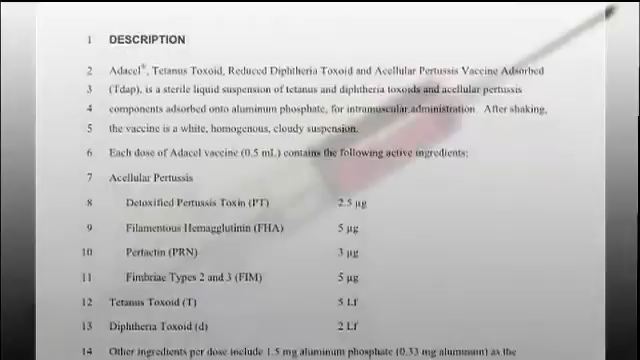 1 DESCRIPTION
2 Adacel®, Tetanus Toxoid, Reduced Diphtheria Toxoid and Acellular Pertussis Vaccine Adsorbed
3 (Tdap), is a sterile liquid suspension of tetanus and diphtheria toxoids and acellular pertussis
4 components adsorbed onto aluminum phosphate, for intramuscular administration. After shaking,
5 the vaccine is a white, homogenous, cloudy suspension.
6 Each dose of Adacel vaccine (0.5 mL) contains the following active ingredients:
7 Acellular Pertussis
8 Detoxified Pertussis Toxin (PT) 2.5 µg
9 Filamentous Hemagglutinin (FHA) 5 µg
10 Pertactin (PRN) 3 µg
11 Fimbriae Types 2 and 3 (FIM) 5 µg
12 Tetanus Toxoid (T) 5 Lf
13 Diphtheria Toxoid (d) 2 Lf
14 Other ingredients per dose include 1.5 mg aluminum phosphate (0.33 mg aluminum) as the